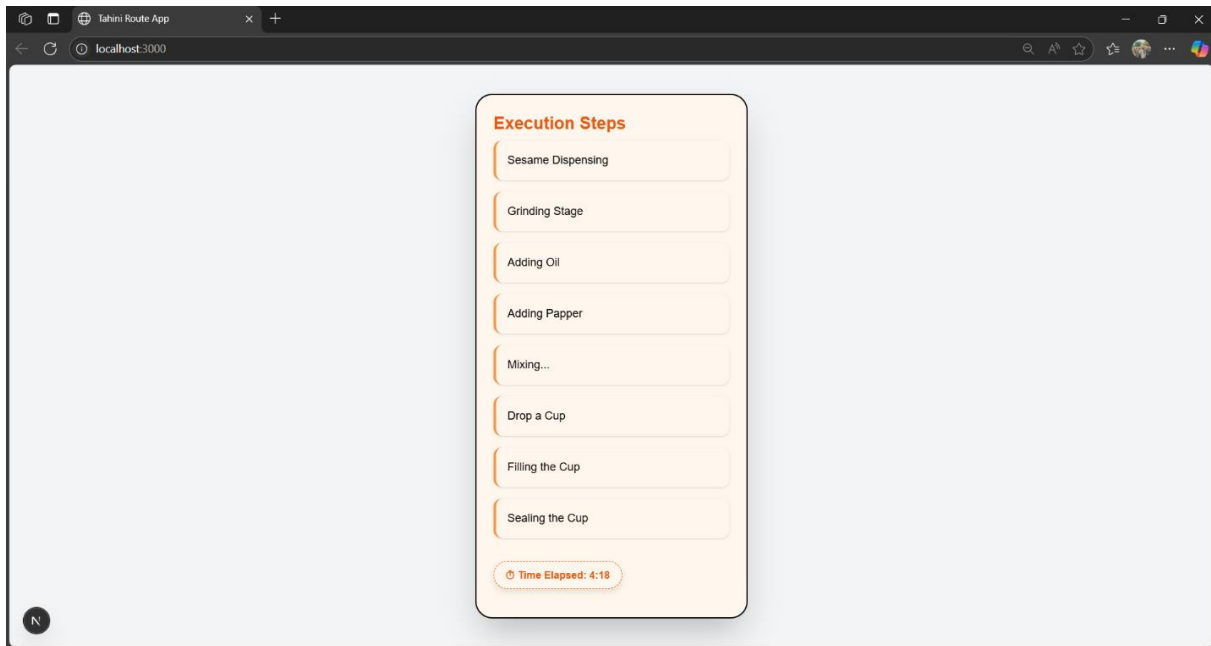 Tahini Route App
localhost:3000
Execution Steps
Sesame Dispensing
Grinding Stage
Adding Oil
Adding Papper
Mixing...
Drop a Cup
Filling the Cup
Sealing the Cup
Time Elapsed: 4:18
N